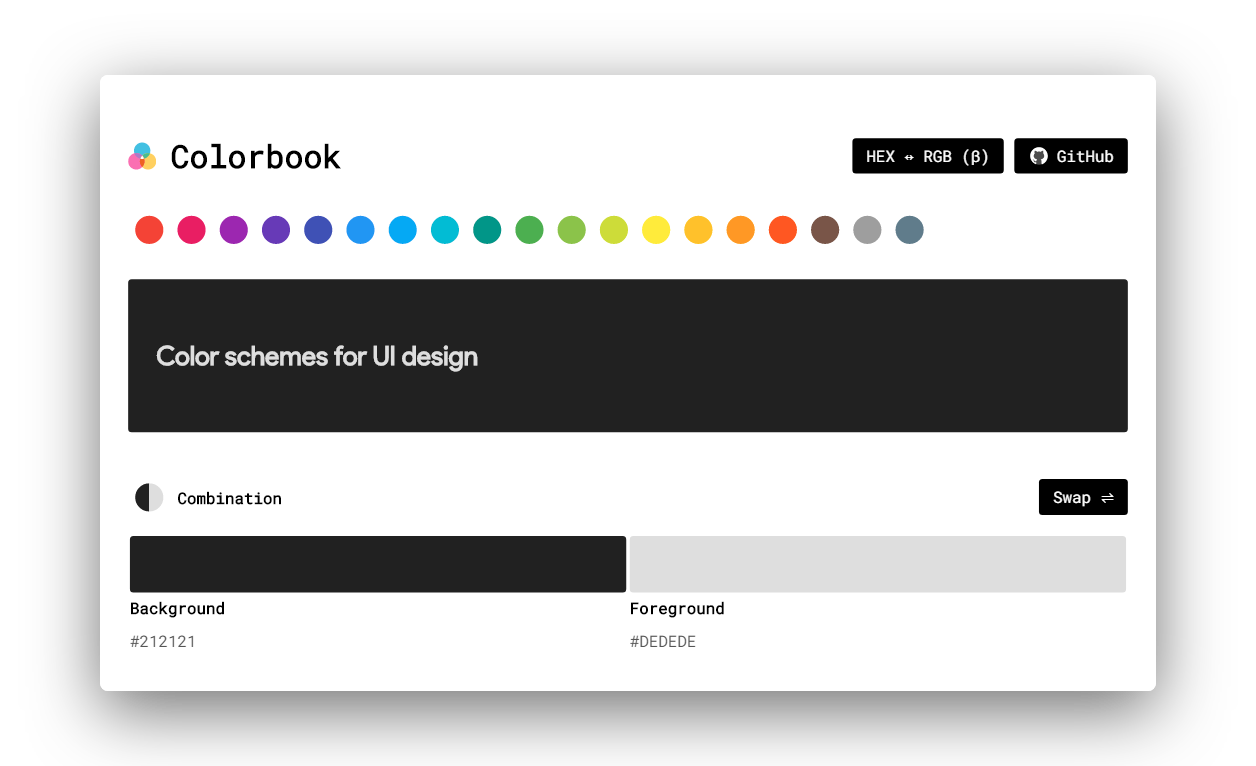 Colorbook
HEX ↔ RGB (β)
GitHub
Color schemes for UI design
Combination
Swap ⇌
Background
Foreground
#212121
#DEDEDE